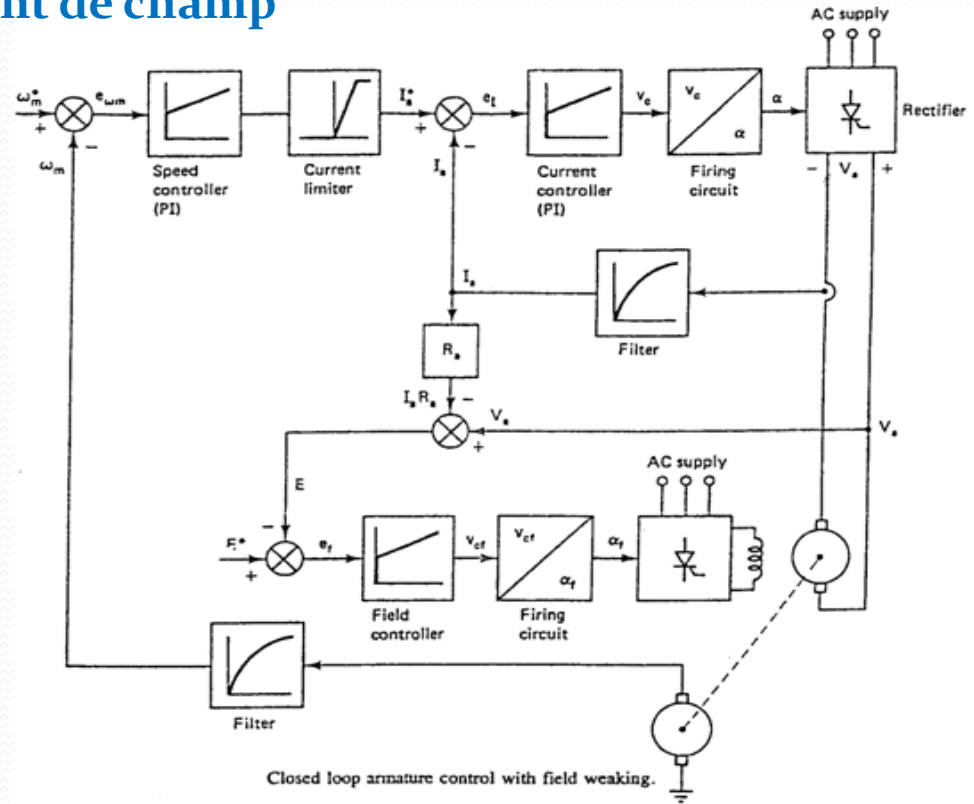 nt de champ
AC supply
ω*m
+
eωm
−
ωm
Speed
controller
(PI)
Current
limiter
I*a
+
−
Ia
eI
Current
controller
(PI)
vc
vc
α
Firing
circuit
α
Rectifier
− Va +
Ia
Filter
Ra
IaRa
−
Va
+
Va
E
AC supply
−
E*
+
ef
Field
controller
vcf
vcf
αf
Firing
circuit
αf
Filter
Closed loop armature control with field weaking.